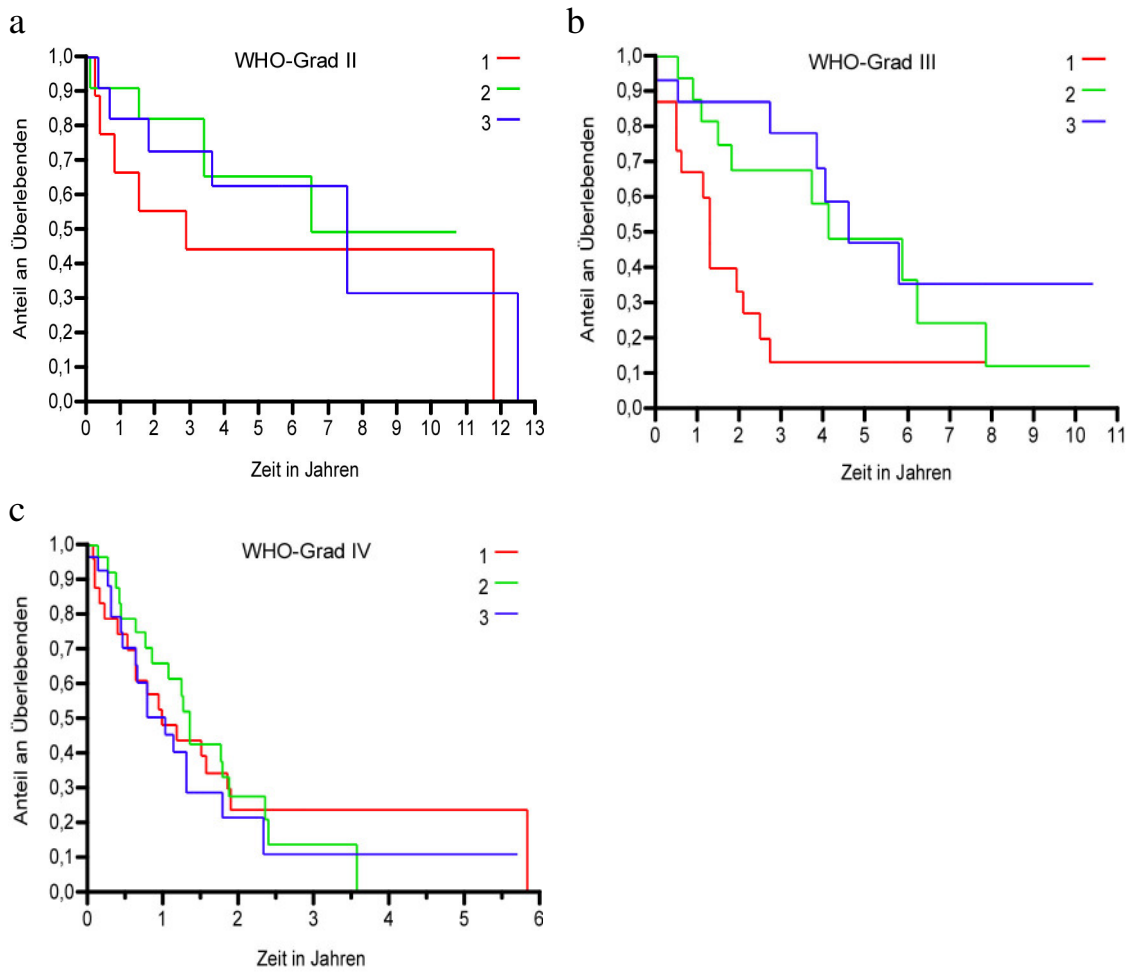 a
WHO-Grad II
1
2
3
1,0
0,9
0,8
0,7
0,6
0,5
0,4
0,3
0,2
0,1
0,0
Anteil an Überlebenden
0 1 2 3 4 5 6 7 8 9 10 11 12 13
Zeit in Jahren
b
WHO-Grad III
1
2
3
1,0
0,9
0,8
0,7
0,6
0,5
0,4
0,3
0,2
0,1
0,0
Anteil an Überlebenden
0 1 2 3 4 5 6 7 8 9 10 11
Zeit in Jahren
c
WHO-Grad IV
1
2
3
1,0
0,9
0,8
0,7
0,6
0,5
0,4
0,3
0,2
0,1
0,0
Anteil an Überlebenden
0 1 2 3 4 5 6
Zeit in Jahren